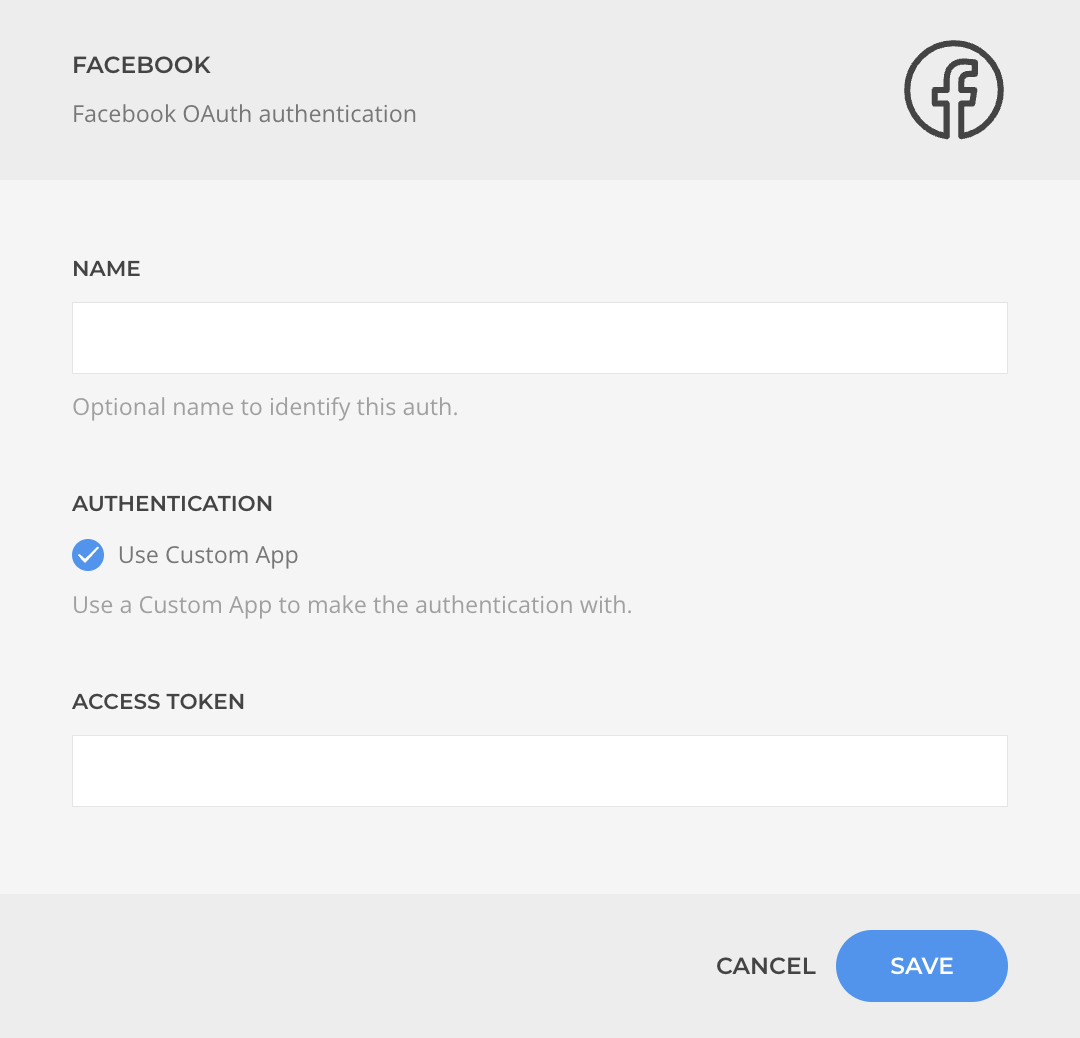 FACEBOOK
Facebook OAuth authentication
NAME
Optional name to identify this auth.
AUTHENTICATION
Use Custom App
Use a Custom App to make the authentication with.
ACCESS TOKEN
CANCEL SAVE